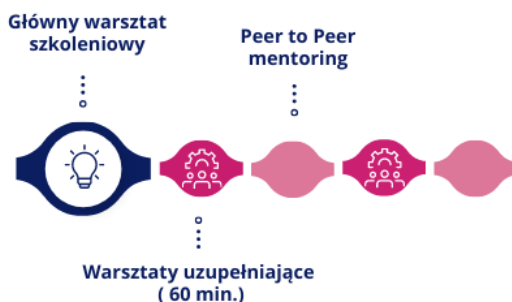 Główny warsztat
szkoleniowy
Peer to Peer
mentoring
Warsztaty uzupełniające
( 60 min.)